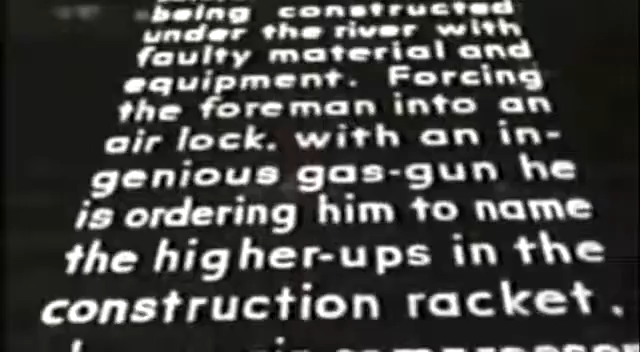 being constructed
under the river with
faulty material and
equipment. Forcing
the foreman into an
air lock. with an in-
genious gas-gun he
is ordering him to name
the higher-ups in the
construction racket.